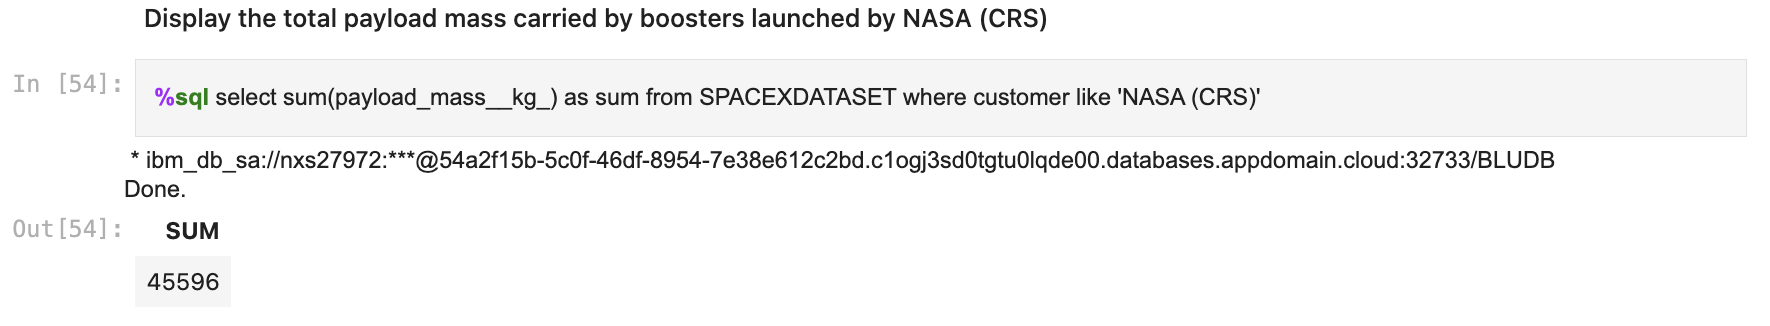 Display the total payload mass carried by boosters launched by NASA (CRS)
In [54]: %sql select sum(payload_mass__kg_) as sum from SPACEXDATASET where customer like 'NASA (CRS)'
* ibm_db_sa://nxs27972:***@54a2f15b-5c0f-46df-8954-7e38e612c2bd.c1ogj3sd0tgtu0lqde00.databases.appdomain.cloud:32733/BLUDB
Done.
Out[54]: SUM
45596